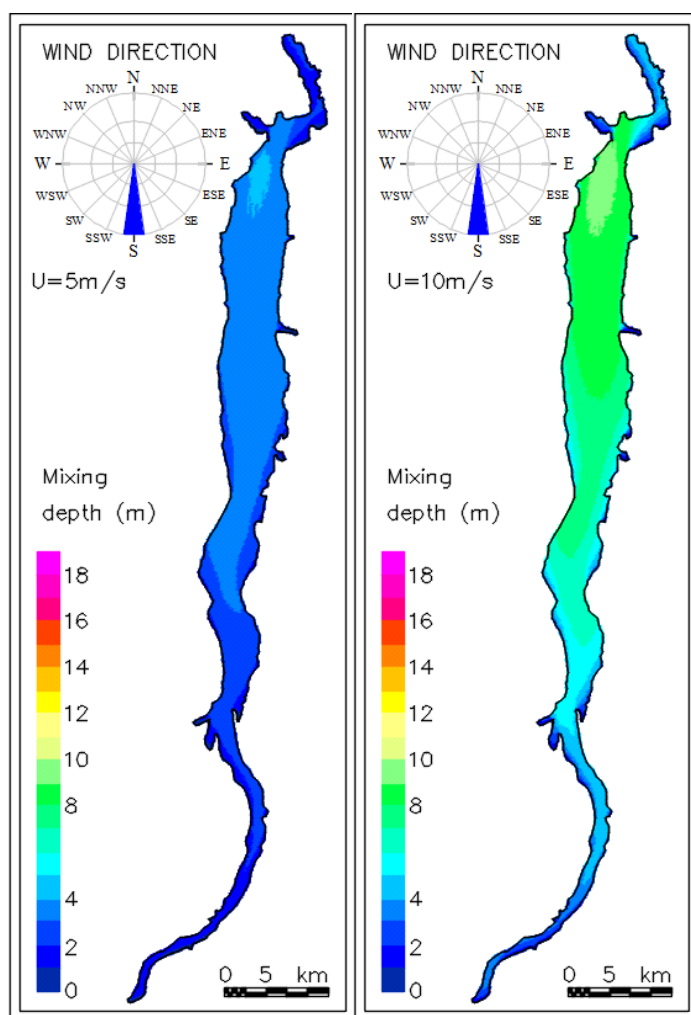 WIND DIRECTION
N
NNW
NNE
NW
NE
WNW
ENE
W
E
WSW
ESE
SW
SE
SSW
SSE
S
U=5m/s
Mixing
depth (m)
18
16
14
12
10
8
6
4
2
0
0 5 km
WIND DIRECTION
N
NNW
NNE
NW
NE
WNW
ENE
W
E
WSW
ESE
SW
SE
SSW
SSE
S
U=10m/s
Mixing
depth (m)
18
16
14
12
10
8
6
4
2
0
0 5 km